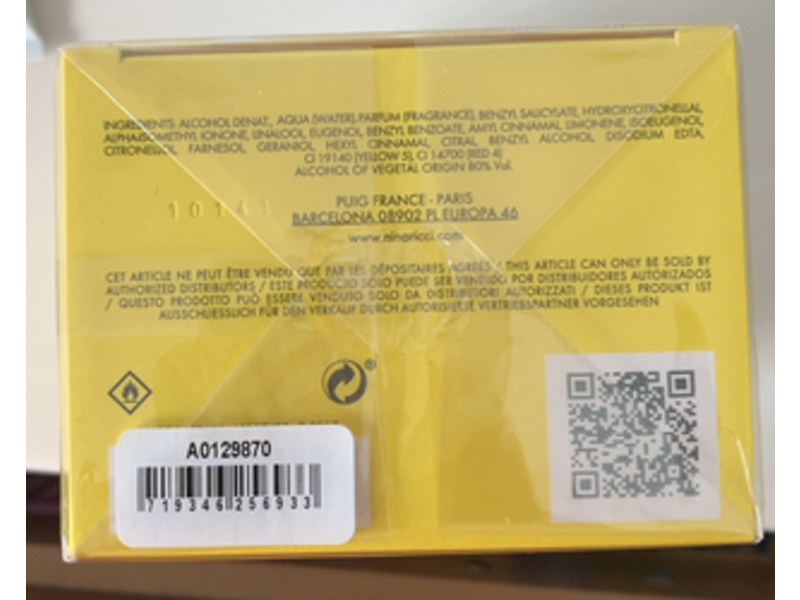 INGREDIENTS: ALCOHOL DENAT., AQUA (WATER), PARFUM (FRAGRANCE), BENZYL SALICYLATE, HYDROXYCITRONELLAL,
ALPHA-ISOMETHYL IONONE, LINALOOL, EUGENOL, BENZYL BENZOATE, AMYL CINNAMAL, LIMONENE, ISOEUGENOL,
CITRONELLOL, FARNESOL, GERANIOL, HEXYL CINNAMAL, CITRAL, BENZYL ALCOHOL, DISODIUM EDTA,
CI 19140 (YELLOW 5), CI 14700 (RED 4)
ALCOHOL OF VEGETAL ORIGIN 80% Vol.
PUIG FRANCE - PARIS
BARCELONA 08902 PL EUROPA 46
www.ninaricci.com
CET ARTICLE NE PEUT ÊTRE VENDU QUE PAR LES DÉPOSITAIRES AGRÉÉS / THIS ARTICLE CAN ONLY BE SOLD BY
AUTHORIZED DISTRIBUTORS / ESTE PRODUCTO SOLO PUEDE SER VENDIDO POR DISTRIBUIDORES AUTORIZADOS
/ QUESTO PRODOTTO PUÒ ESSERE VENDUTO SOLO DA DISTRIBUTORI AUTORIZZATI / DIESES PRODUKT IST
AUSSCHLIESSLICH FÜR DEN VERKAUF DURCH AUTORISIERTE VERTRIEBSPARTNER VORGESEHEN
®
A0129870
719346256933